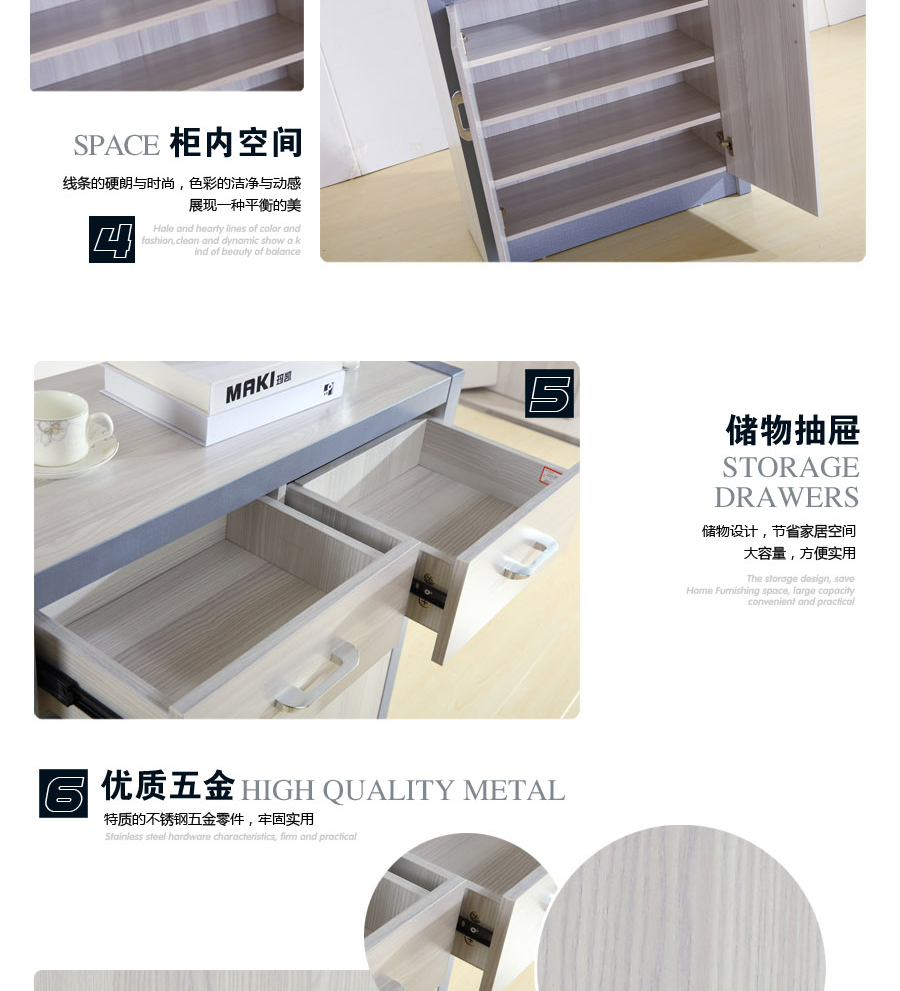 SPACE 柜内空间
线条的硬朗与时尚，色彩的洁净与动感
展现一种平衡的美
4
Hale and hearty lines of color and
fashion,clean and dynamic show a k
ind of beauty of balance
MAKI 玛凯
5
储物抽屉
STORAGE
DRAWERS
储物设计，节省家居空间
大容量，方便实用
The storage design, save
Home Furnishing space, large capacity
convenient and practical
6
优质五金 HIGH QUALITY METAL
特质的不锈钢五金零件，牢固实用
Stainless steel hardware characteristics, firm and practical